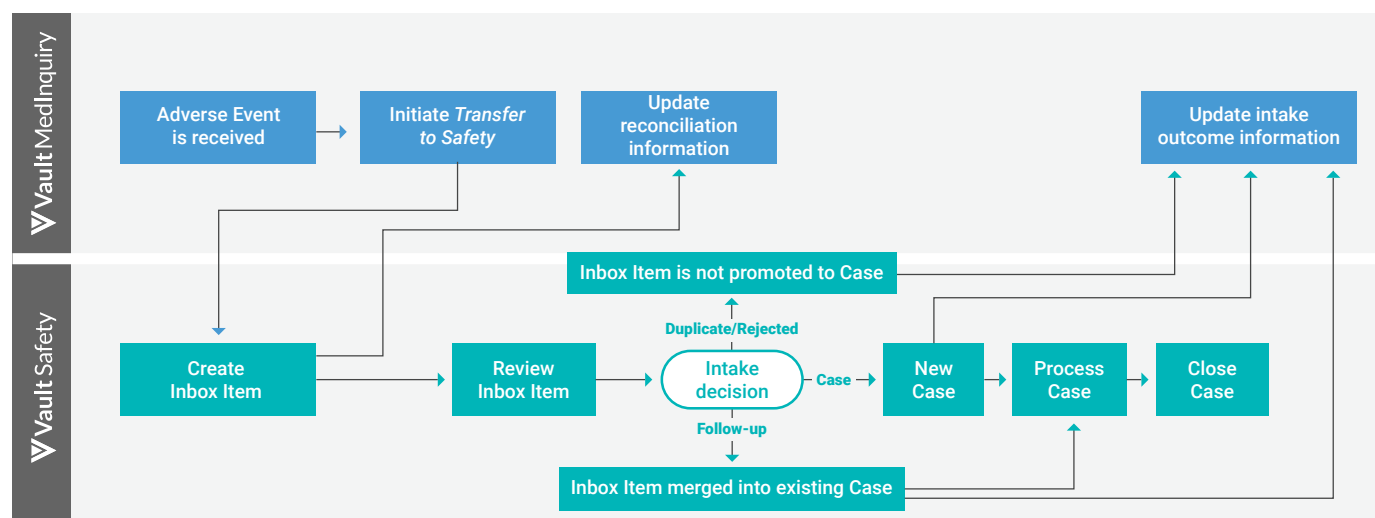 Vault MedInquiry
Adverse Event
is received
Initiate Transfer
to Safety
Update
reconciliation
information
Update intake
outcome information
Vault Safety
Inbox Item is not promoted to Case
Duplicate/Rejected
Create
Inbox Item
Review
Inbox Item
Intake
decision
Case
New
Case
Process
Case
Close
Case
Follow-up
Inbox Item merged into existing Case